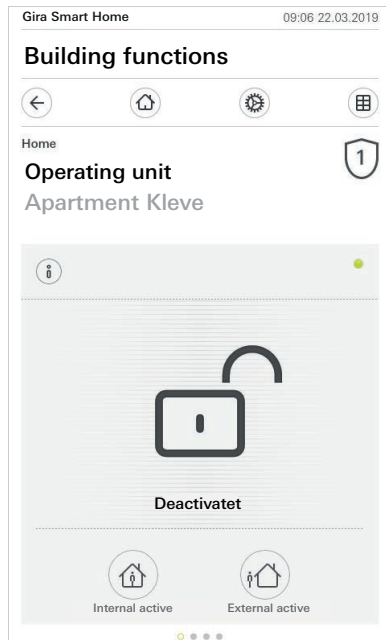 Gira Smart Home 09:06 22.03.2019
Building functions
Home
Operating unit
1
Apartment Kleve
Deactivatet
Internal active External active